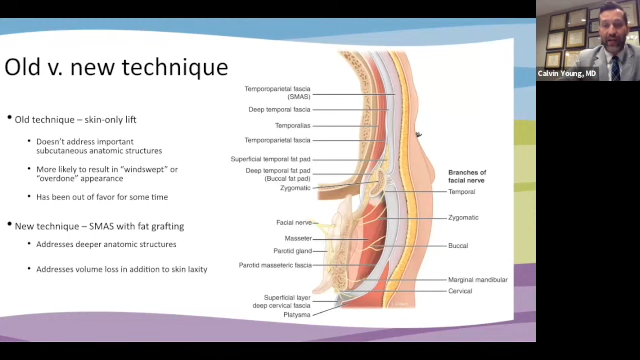 Old v. new technique
• Old technique – skin-only lift
• Doesn't address important
subcutaneous anatomic structures
• More likely to result in "windswept" or
"overdone" appearance
• Has been out of favor for some time
• New technique – SMAS with fat grafting
• Addresses deeper anatomic structures
• Addresses volume loss in addition to skin laxity
Temporoparietal fascia
(SMAS)
Deep temporal fascia
Temporalias
Temporoparietal fascia
Superficial temporal fat pad
Deep temporal fat pad
(Buccal fat pad)
Zygomatic
Facial nerve
Masseter
Parotid gland
Parotid masseteric fascia
Superficial layer
deep cervical fascia
Platysma
Branches of
facial nerve
Temporal
Zygomatic
Buccal
Marginal mandibular
Cervical
Calvin Young, MD